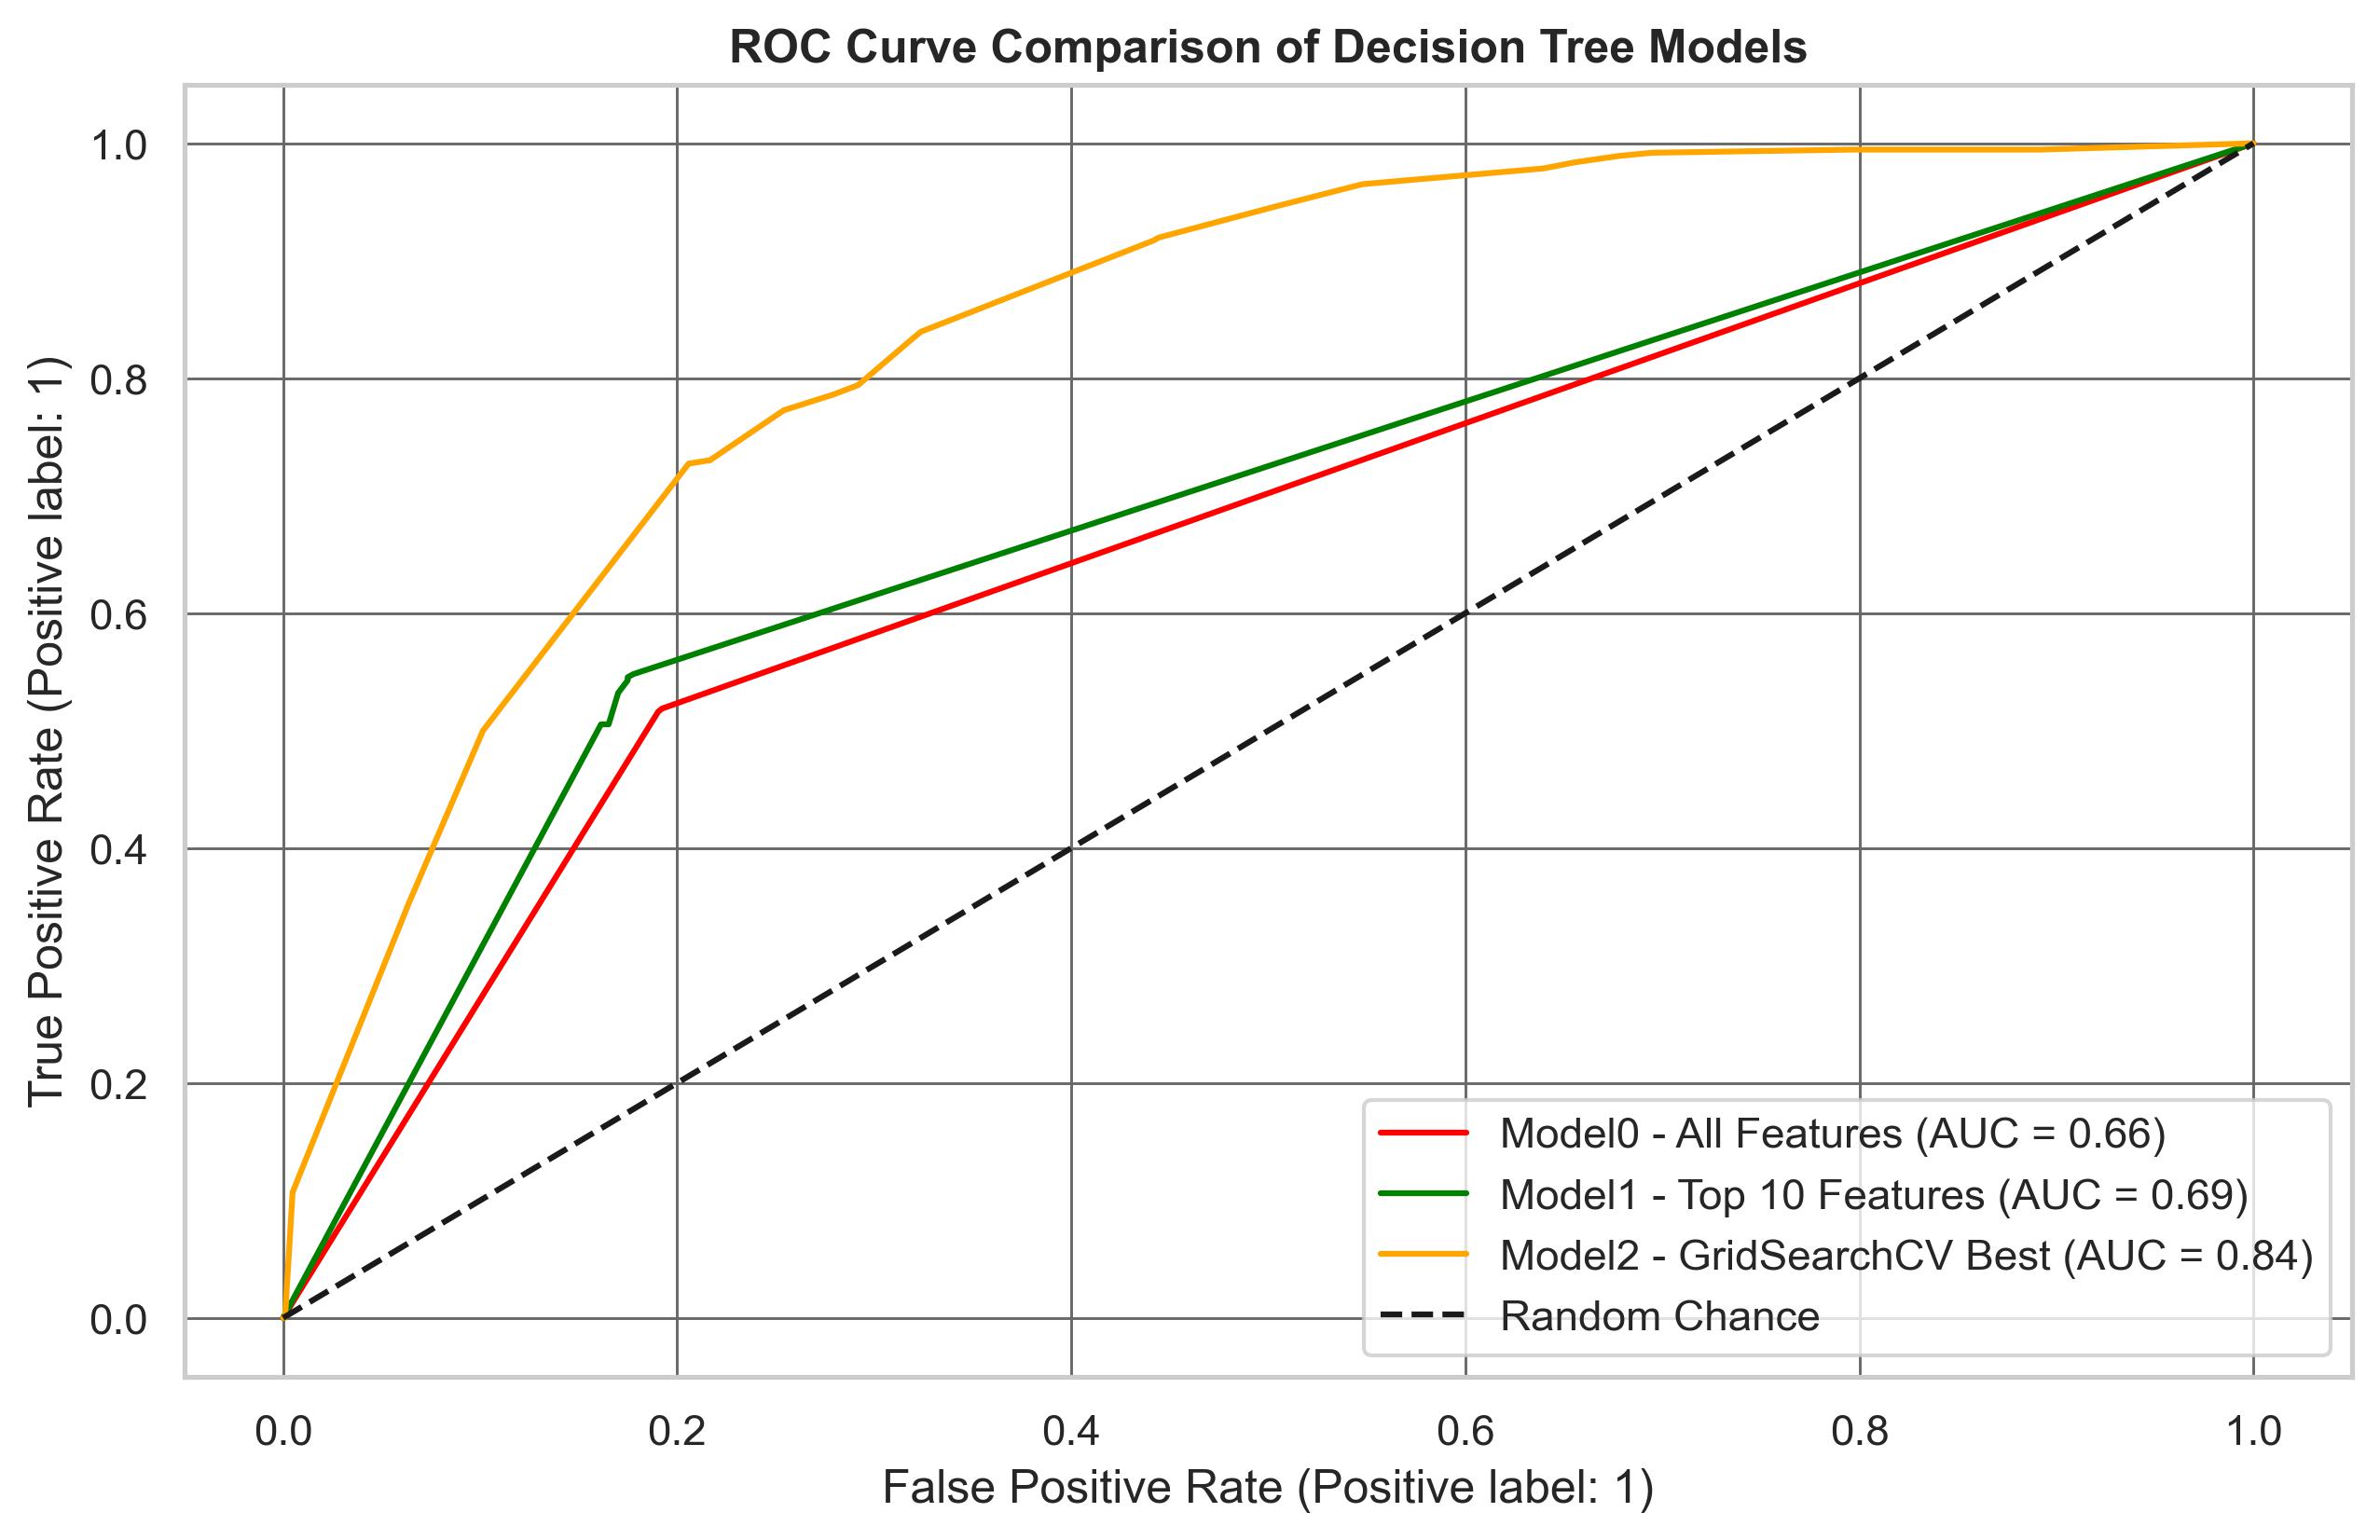 ROC Curve Comparison of Decision Tree Models
True Positive Rate (Positive label: 1)
1.0
0.8
0.6
0.4
0.2
0.0
Model0 - All Features (AUC = 0.66)
Model1 - Top 10 Features (AUC = 0.69)
Model2 - GridSearchCV Best (AUC = 0.84)
Random Chance
0.0 0.2 0.4 0.6 0.8 1.0
False Positive Rate (Positive label: 1)